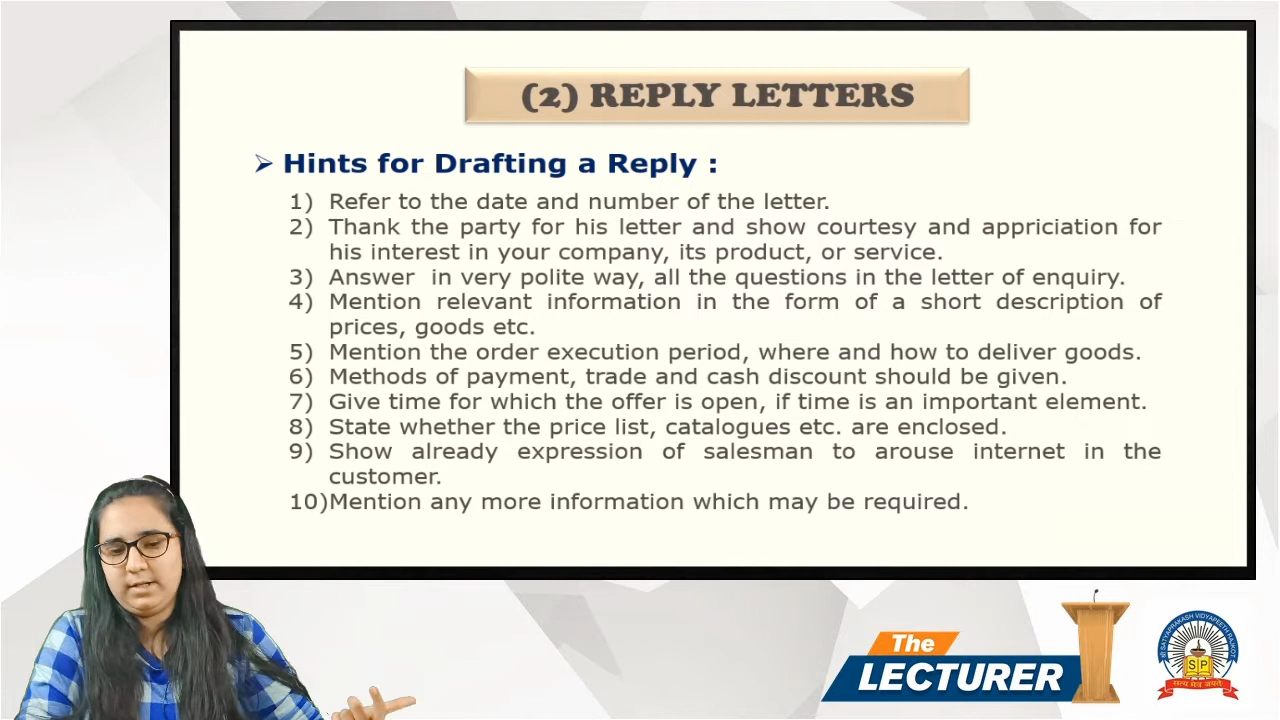 (2) REPLY LETTERS
➢ Hints for Drafting a Reply :
1) Refer to the date and number of the letter.
2) Thank the party for his letter and show courtesy and appriciation for
his interest in your company, its product, or service.
3) Answer in very polite way, all the questions in the letter of enquiry.
4) Mention relevant information in the form of a short description of
prices, goods etc.
5) Mention the order execution period, where and how to deliver goods.
6) Methods of payment, trade and cash discount should be given.
7) Give time for which the offer is open, if time is an important element.
8) State whether the price list, catalogues etc. are enclosed.
9) Show already expression of salesman to arouse internet in the
customer.
10)Mention any more information which may be required.
The
LECTURER
SATYAPRAKASH VIDYAPEETH RAJKOT
SP
सत्य मेव जयते